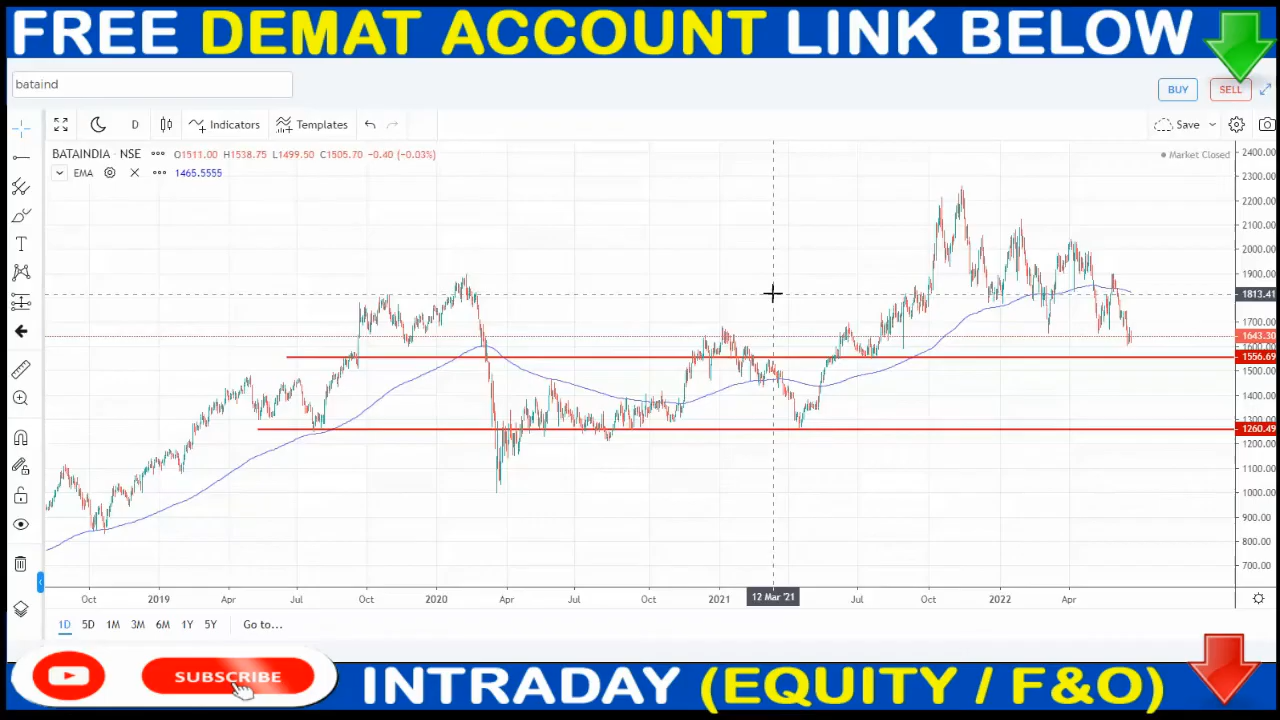 FREE DEMAT ACCOUNT LINK BELOW
bataind
BUY
SELL
D
Indicators
Templates
Save
BATAINDIA · NSE ••• O1511.00 H1538.75 L1499.50 C1505.70 −0.40 (−0.03%)
Market Closed
EMA ••• 1465.5555
2400.00
2300.00
2200.00
2100.00
2000.00
1900.00
1813.41
1700.00
1643.30
1600.00
1556.69
1500.00
1400.00
1300.00
1260.49
1200.00
1100.00
1000.00
900.00
800.00
700.00
Oct 2019 Apr Jul Oct 2020 Apr Jul Oct 2021 12 Mar '21 Jul Oct 2022 Apr
1D 5D 1M 3M 6M 1Y 5Y Go to...
SUBSCRIBE
INTRADAY (EQUITY / F&O)